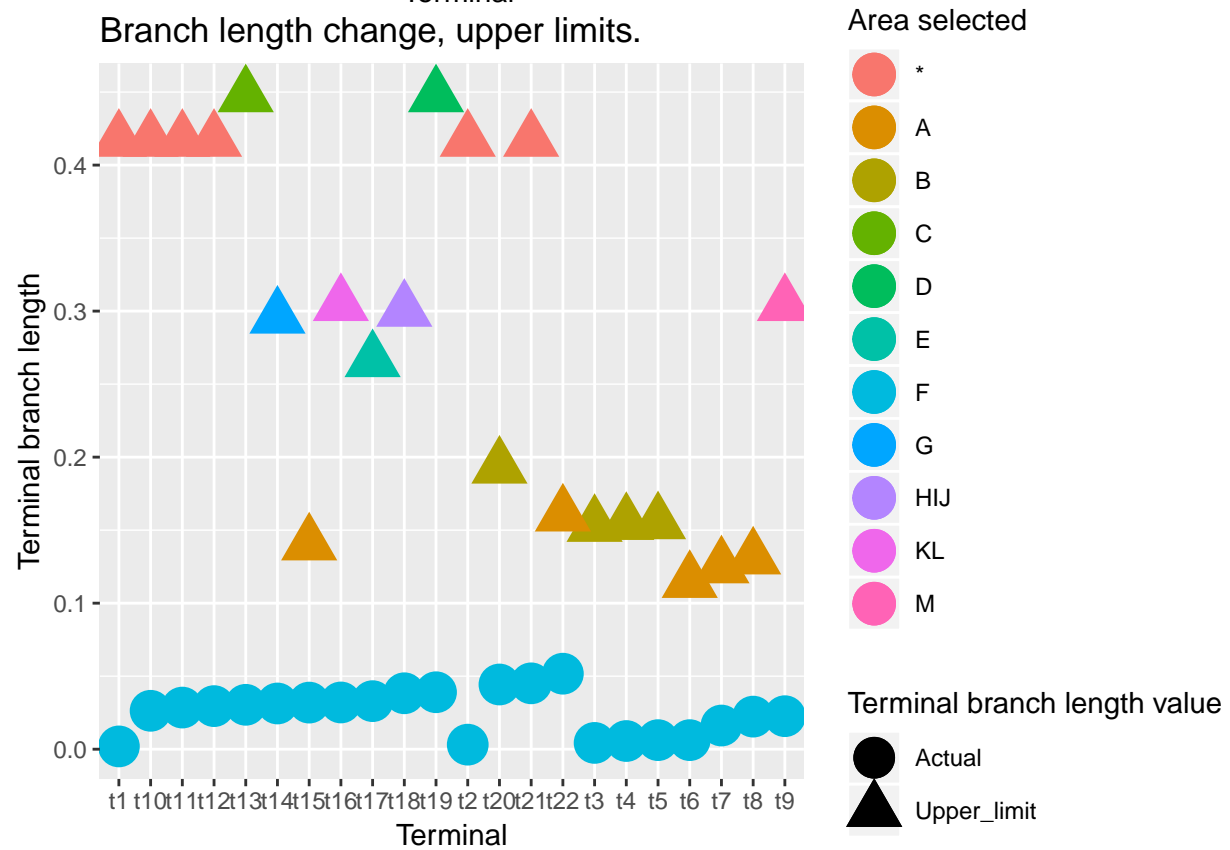 Terminal
Branch length change, upper limits.
Terminal branch length
0.4
0.3
0.2
0.1
0.0
t1 t10 t11 t12 t13 t14 t15 t16 t17 t18 t19 t2 t20 t21 t22 t3 t4 t5 t6 t7 t8 t9
Terminal
Area selected
*
A
B
C
D
E
F
G
HIJ
KL
M
Terminal branch length value
Actual
Upper_limit